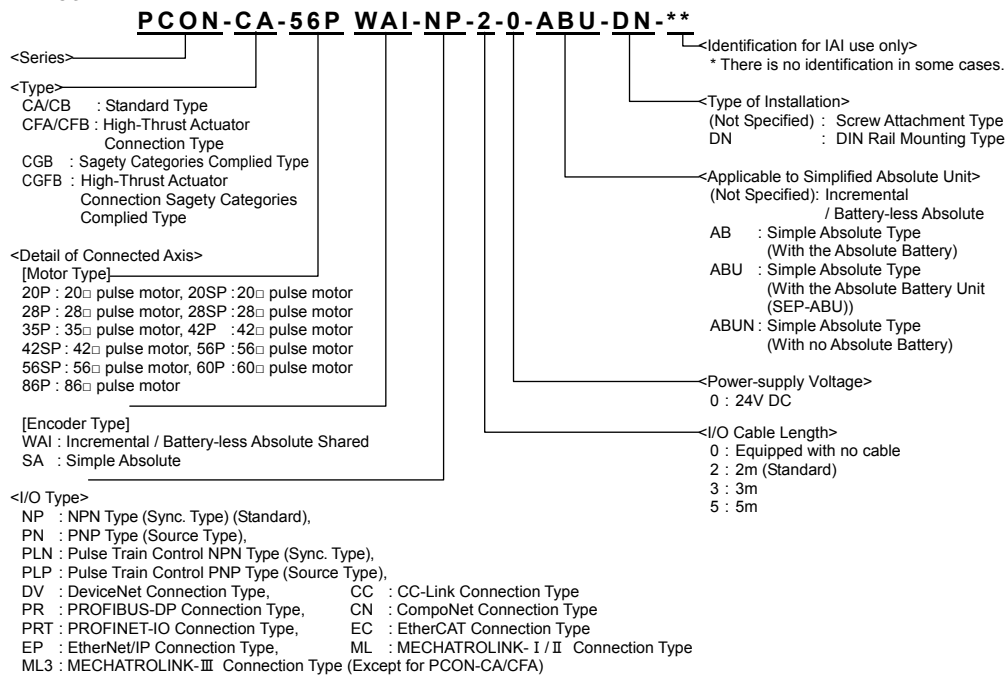 PCON-CA-56P WAI-NP-2-0-ABU-DN-**
<Series>
<Type>
CA/CB : Standard Type
CFA/CFB : High-Thrust Actuator
Connection Type
CGB : Sagety Categories Complied Type
CGFB : High-Thrust Actuator
Connection Sagety Categories
Complied Type
<Detail of Connected Axis>
[Motor Type]
20P : 20□ pulse motor, 20SP : 20□ pulse motor
28P : 28□ pulse motor, 28SP : 28□ pulse motor
35P : 35□ pulse motor, 42P : 42□ pulse motor
42SP : 42□ pulse motor, 56P : 56□ pulse motor
56SP : 56□ pulse motor, 60P : 60□ pulse motor
86P : 86□ pulse motor
[Encoder Type]
WAI : Incremental / Battery-less Absolute Shared
SA : Simple Absolute
<I/O Type>
NP : NPN Type (Sync. Type) (Standard),
PN : PNP Type (Source Type),
PLN : Pulse Train Control NPN Type (Sync. Type),
PLP : Pulse Train Control PNP Type (Source Type),
DV : DeviceNet Connection Type, CC : CC-Link Connection Type
PR : PROFIBUS-DP Connection Type, CN : CompoNet Connection Type
PRT : PROFINET-IO Connection Type, EC : EtherCAT Connection Type
EP : EtherNet/IP Connection Type, ML : MECHATROLINK-Ⅰ/Ⅱ Connection Type
ML3 : MECHATROLINK-Ⅲ Connection Type (Except for PCON-CA/CFA)
<Identification for IAI use only>
* There is no identification in some cases.
<Type of Installation>
(Not Specified) : Screw Attachment Type
DN : DIN Rail Mounting Type
<Applicable to Simplified Absolute Unit>
(Not Specified): Incremental
/ Battery-less Absolute
AB : Simple Absolute Type
(With the Absolute Battery)
ABU : Simple Absolute Type
(With the Absolute Battery Unit
(SEP-ABU))
ABUN : Simple Absolute Type
(With no Absolute Battery)
<Power-supply Voltage>
0 : 24V DC
<I/O Cable Length>
0 : Equipped with no cable
2 : 2m (Standard)
3 : 3m
5 : 5m